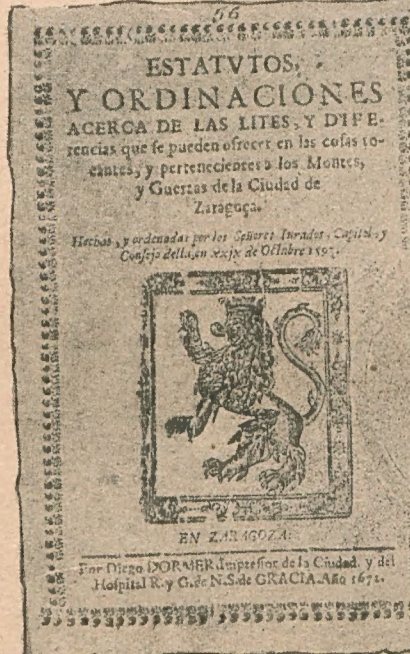 56
ESTATVTOS,
Y ORDINACIONES
ACERCA DE LAS LITES, Y DIFE-
rencias que se pueden ofrecer en las cosas to-
cantes, y pertenecientes a los Montes,
y Guertas de la Ciudad de
Zaragoça.
Hechos, y ordenadas por los Señores Iurados, Capitol, y
Consejo della, en xxjx de Octubre 1593.
EN ZARAGOZA:
Por Diego DORMER Impressor de la Ciudad, y del
Hospital R. y G. de N. S. de GRACIA. Año 1671.